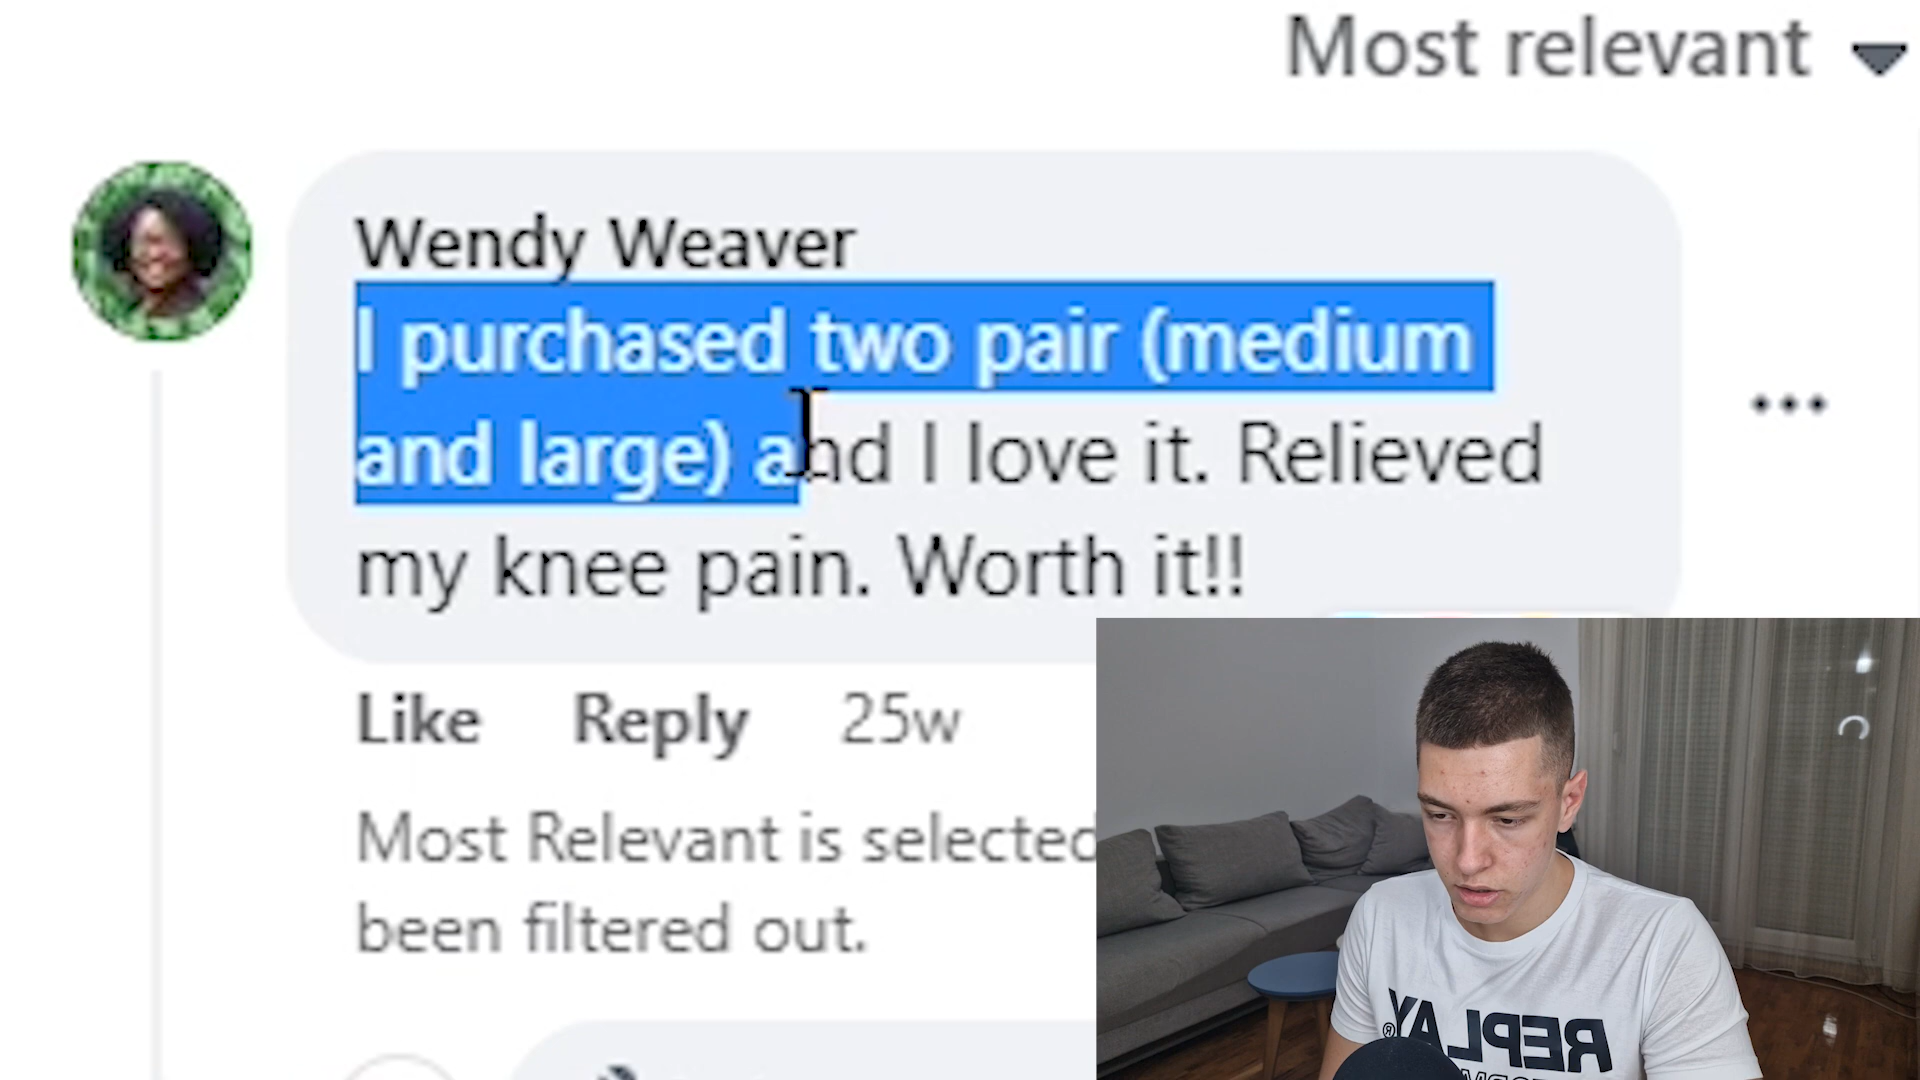 Most relevant
Wendy Weaver
I purchased two pair (medium
and large) and I love it. Relieved
my knee pain. Worth it!!
Like Reply 25w
Most Relevant is selected
been filtered out.
REPLAY